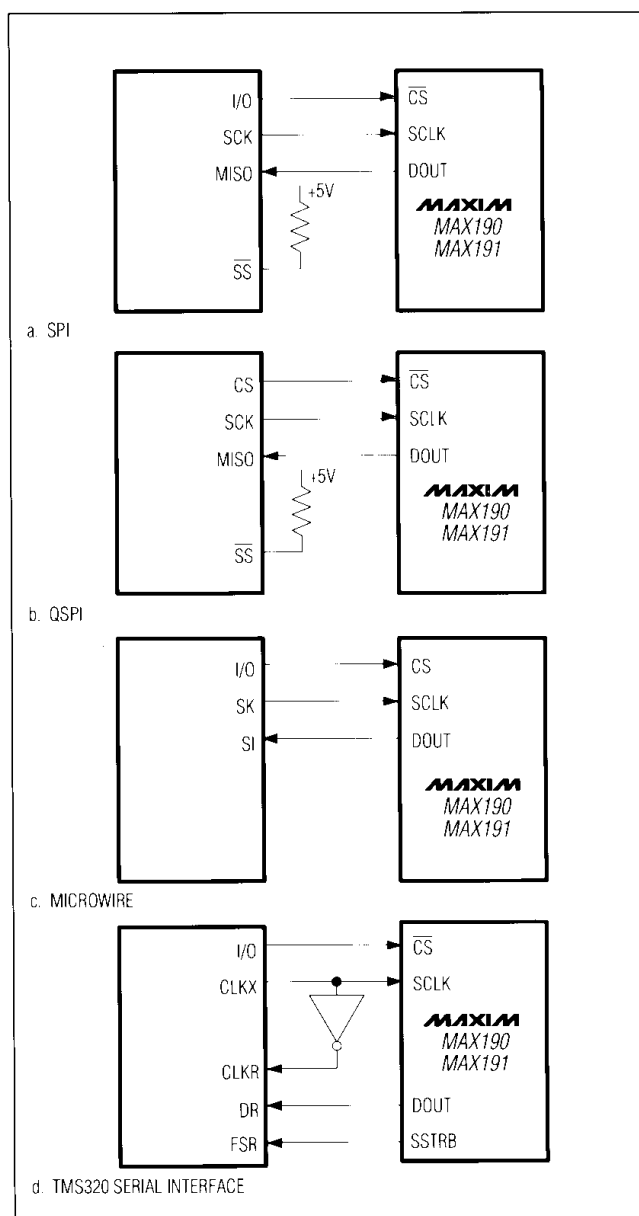 I/O CS
SCK SCLK
MISO DOUT
+5V
MAXIM
MAX190
MAX191
SS
a. SPI
CS CS
SCK SCLK
MISO DOUT
+5V
MAXIM
MAX190
MAX191
SS
b. QSPI
I/O CS
SK SCLK
SI DOUT
MAXIM
MAX190
MAX191
c. MICROWIRE
I/O CS
CLKX SCLK
MAXIM
MAX190
MAX191
CLKR
DR DOUT
FSR SSTRB
d. TMS320 SERIAL INTERFACE